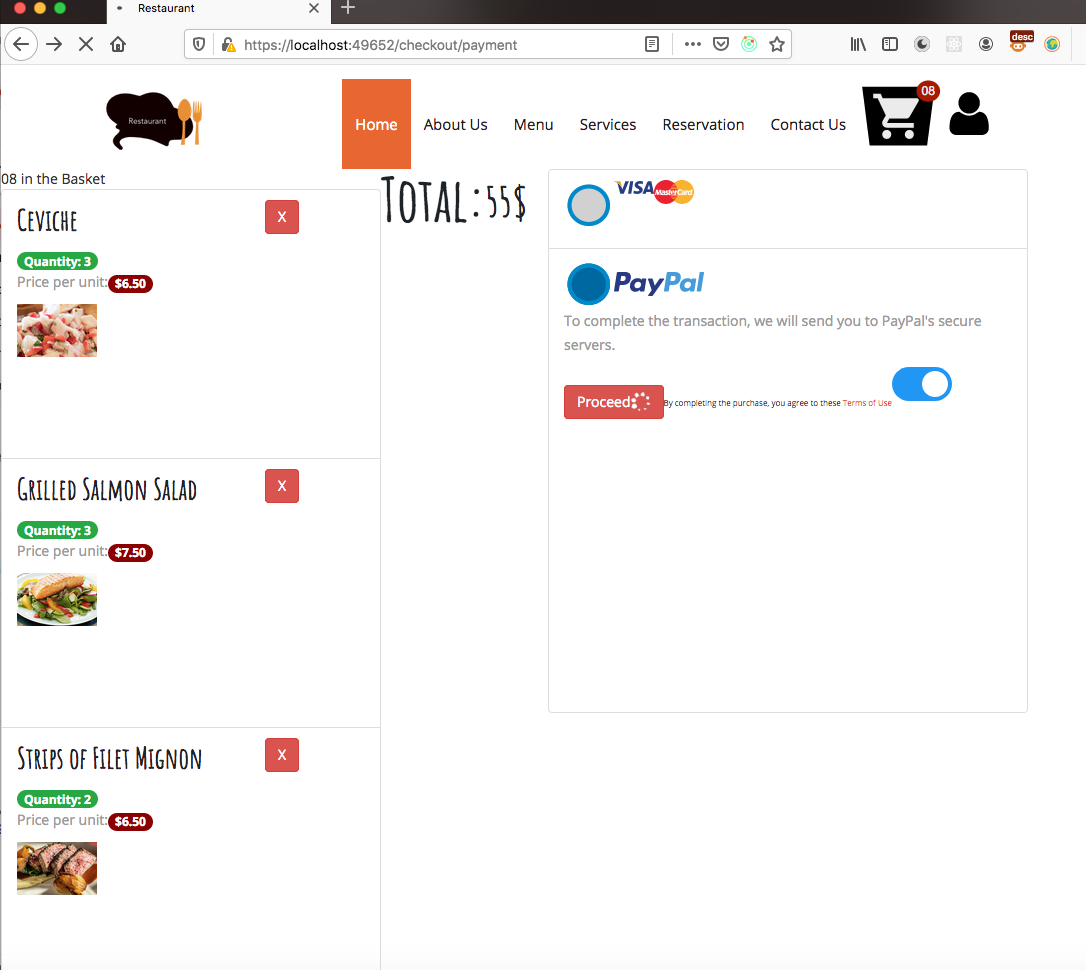 Restaurant
https://localhost:49652/checkout/payment
desc
Restaurant
Home
About Us
Menu
Services
Reservation
Contact Us
08
08 in the Basket
Ceviche
X
Quantity: 3
Price per unit: $6.50
Grilled Salmon Salad
X
Quantity: 3
Price per unit: $7.50
Strips of Filet Mignon
X
Quantity: 2
Price per unit: $6.50
Total: 55$
VISA MasterCard
PayPal
To complete the transaction, we will send you to PayPal's secure
servers.
Proceed
By completing the purchase, you agree to these Terms of Use